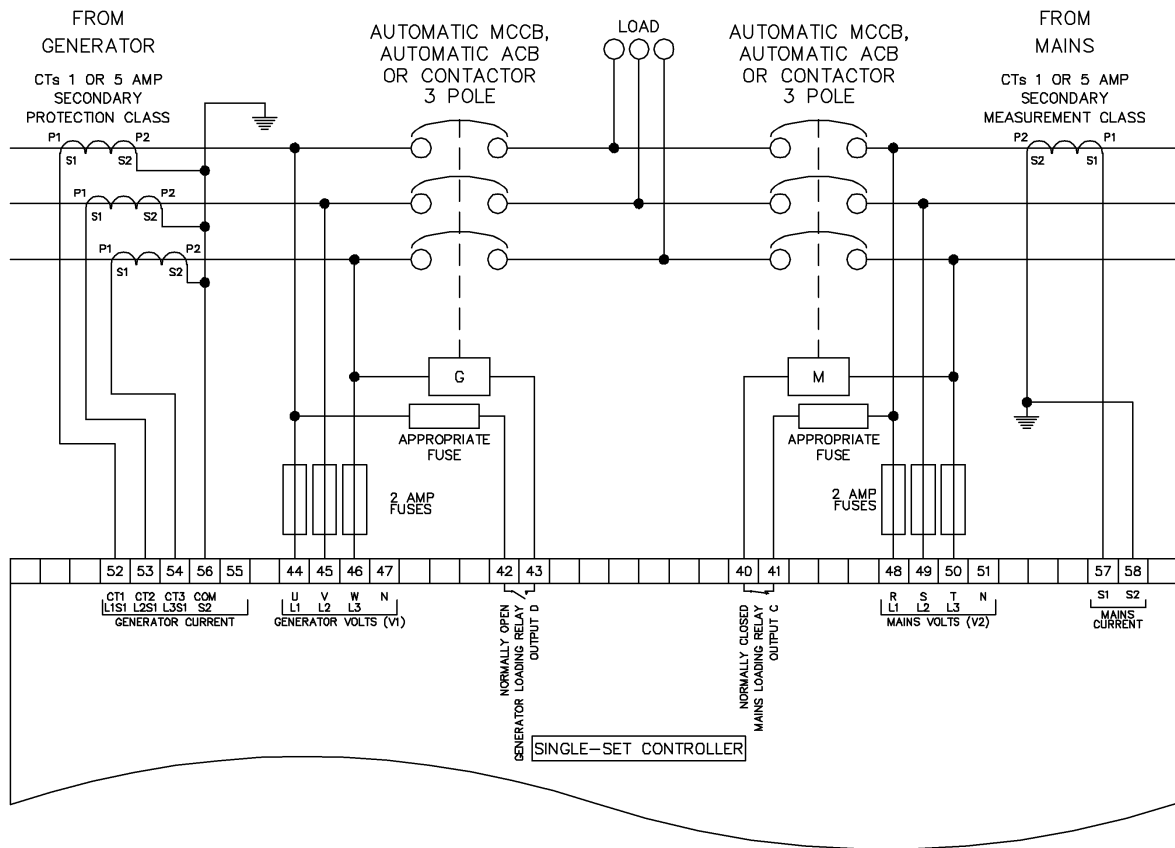 FROM
GENERATOR
CTs 1 OR 5 AMP
SECONDARY
PROTECTION CLASS
AUTOMATIC MCCB,
AUTOMATIC ACB
OR CONTACTOR
3 POLE
LOAD
AUTOMATIC MCCB,
AUTOMATIC ACB
OR CONTACTOR
3 POLE
FROM
MAINS
CTs 1 OR 5 AMP
SECONDARY
MEASUREMENT CLASS
P1 P2
S1 S2
P1 P2
S1 S2
P1 P2
S1 S2
P2 P1
S2 S1
G
M
APPROPRIATE
FUSE
APPROPRIATE
FUSE
2 AMP
FUSES
2 AMP
FUSES
52 53 54 56 55 44 45 46 47 42 43 40 41 48 49 50 51 57 58
CT1 CT2 CT3 COM
L1S1 L2S1 L3S1 S2
GENERATOR CURRENT
U V W N
L1 L2 L3
GENERATOR VOLTS (V1)
NORMALLY OPEN
GENERATOR LOADING RELAY
OUTPUT D
NORMALLY CLOSED
MAINS LOADING RELAY
OUTPUT C
R S T N
L1 L2 L3
MAINS VOLTS (V2)
S1 S2
MAINS
CURRENT
SINGLE-SET CONTROLLER